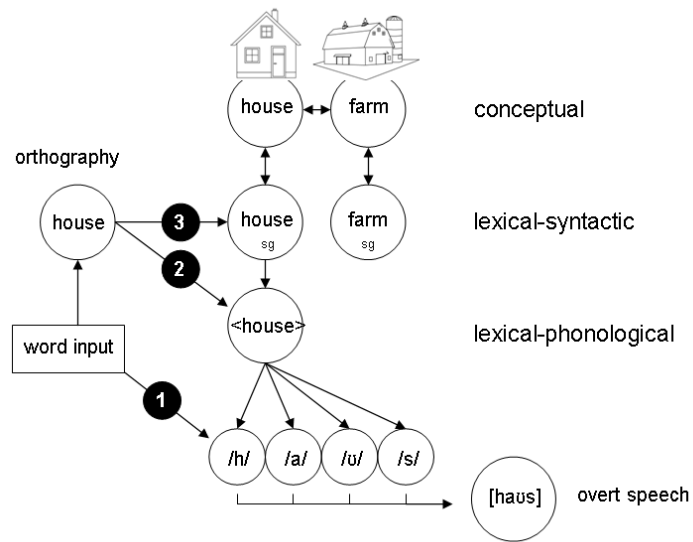 house farm conceptual
orthography
house 3 house farm lexical-syntactic
sg sg
2
<house> lexical-phonological
word input
1
/h/ /a/ /ʊ/ /s/
[haʊs] overt speech